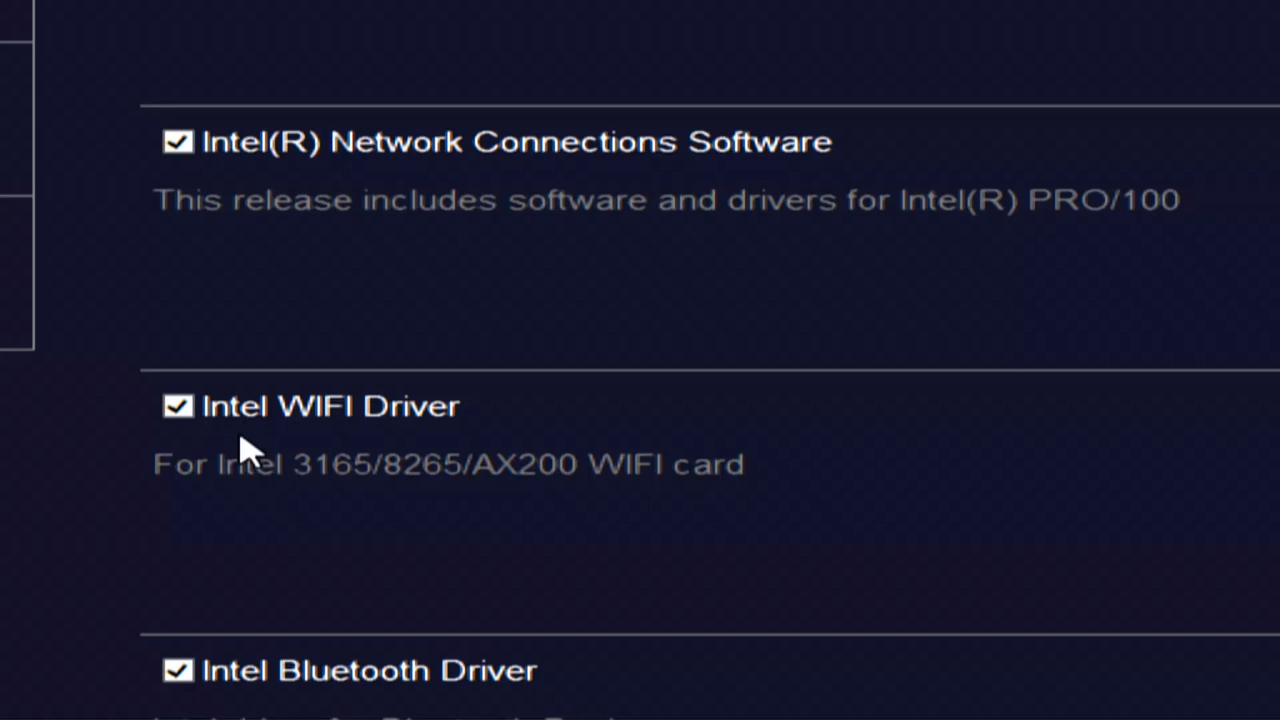 Intel(R) Network Connections Software
This release includes software and drivers for Intel(R) PRO/100
Intel WIFI Driver
For Intel 3165/8265/AX200 WIFI card
Intel Bluetooth Driver